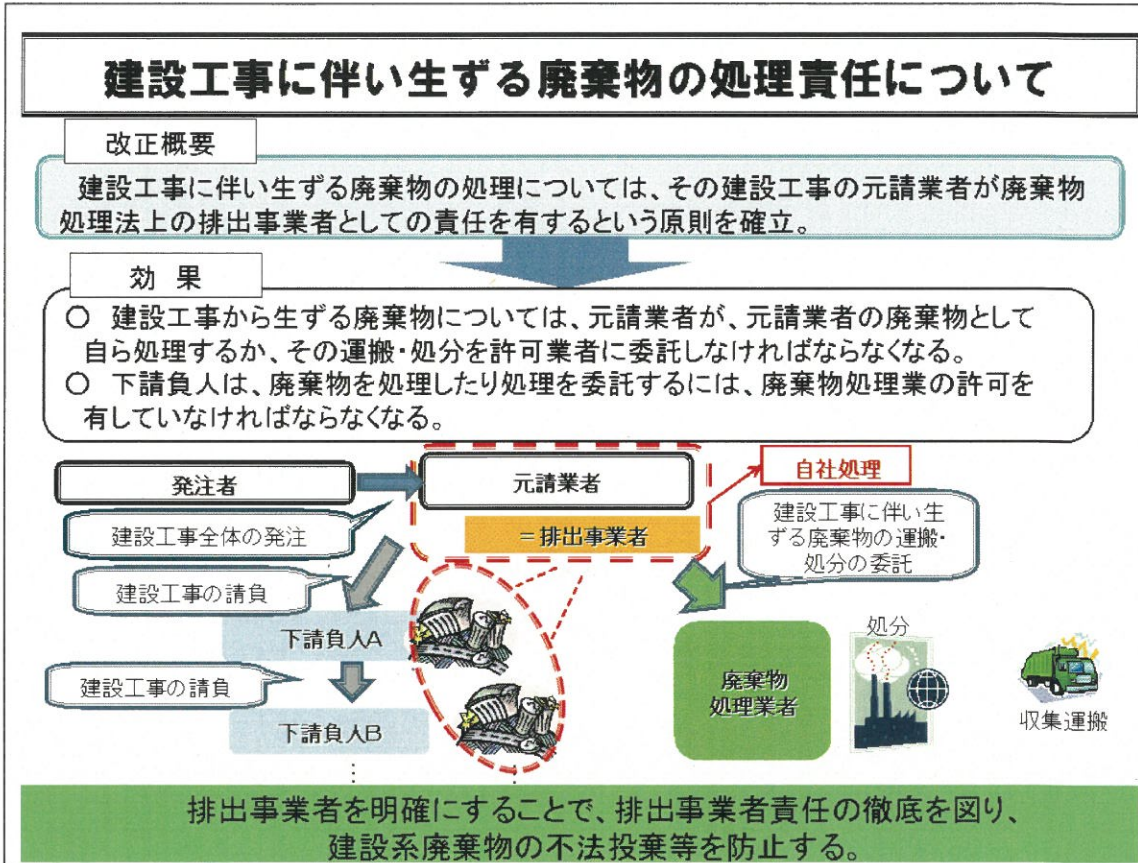 建設工事に伴い生ずる廃棄物の処理責任について
改正概要
建設工事に伴い生ずる廃棄物の処理については、その建設工事の元請業者が廃棄物
処理法上の排出事業者としての責任を有するという原則を確立。
効 果
○ 建設工事から生ずる廃棄物については、元請業者が、元請業者の廃棄物として
自ら処理するか、その運搬・処分を許可業者に委託しなければならなくなる。
○ 下請負人は、廃棄物を処理したり処理を委託するには、廃棄物処理業の許可を
有していなければならなくなる。
発注者
元請業者
自社処理
建設工事全体の発注
＝排出事業者
建設工事に伴い生
ずる廃棄物の運搬・
処分の委託
建設工事の請負
下請負人A
建設工事の請負
下請負人B
廃棄物
処理業者
処分
収集運搬
排出事業者を明確にすることで、排出事業者責任の徹底を図り、
建設系廃棄物の不法投棄等を防止する。